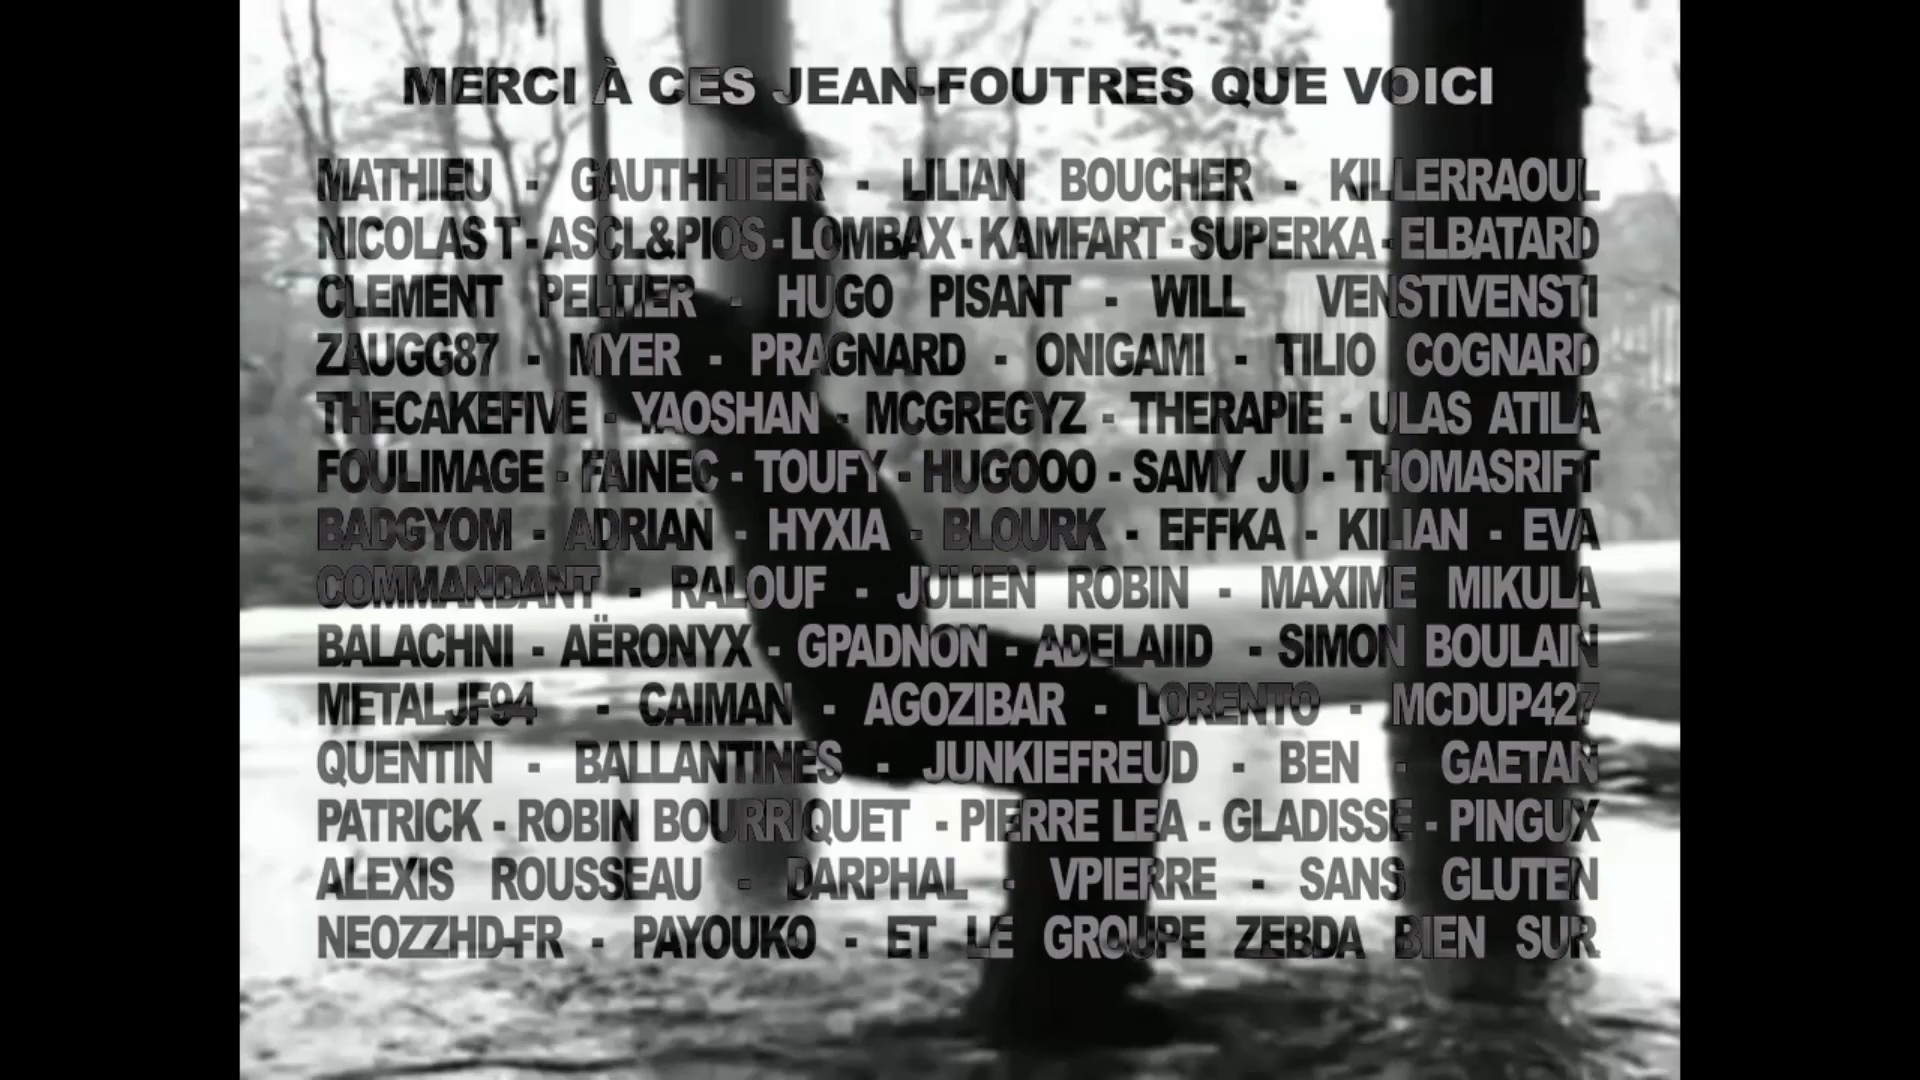 MERCI À CES JEAN-FOUTRES QUE VOICI
MATHIEU - GAUTHHIEER - LILIAN BOUCHER - KILLERRAOUL
NICOLAS T - ASCL&PIOS - LOMBAX - KAMFART - SUPERKA - ELBATARD
CLEMENT PELTIER - HUGO PISANT - WILL VENSTIVENSTI
ZAUGG87 - MYER - PRAGNARD - ONIGAMI - TILIO COGNARD
THECAKEFIVE - YAOSHAN - MCGREGYZ - THERAPIE - ULAS ATILA
FOULIMAGE - FAINEC - TOUFY - HUGOOO - SAMY JU - THOMASRIFT
BADGYOM - ADRIAN - HYXIA - BLOURK - EFFKA - KILIAN - EVA
COMMANDANT - RALOUF - JULIEN ROBIN - MAXIME MIKULA
BALACHNI - AËRONYX - GPADNON - ADELAIID - SIMON BOULAIN
METALJF94 - CAIMAN - AGOZIBAR - LORENTO - MCDUP427
QUENTIN - BALLANTINES - JUNKIEFREUD - BEN - GAETAN
PATRICK - ROBIN BOURRIQUET - PIERRE LEA - GLADISSE - PINGUX
ALEXIS ROUSSEAU - DARPHAL - VPIERRE - SANS GLUTEN
NEOZZHD-FR - PAYOUKO - ET LE GROUPE ZEBDA BIEN SUR